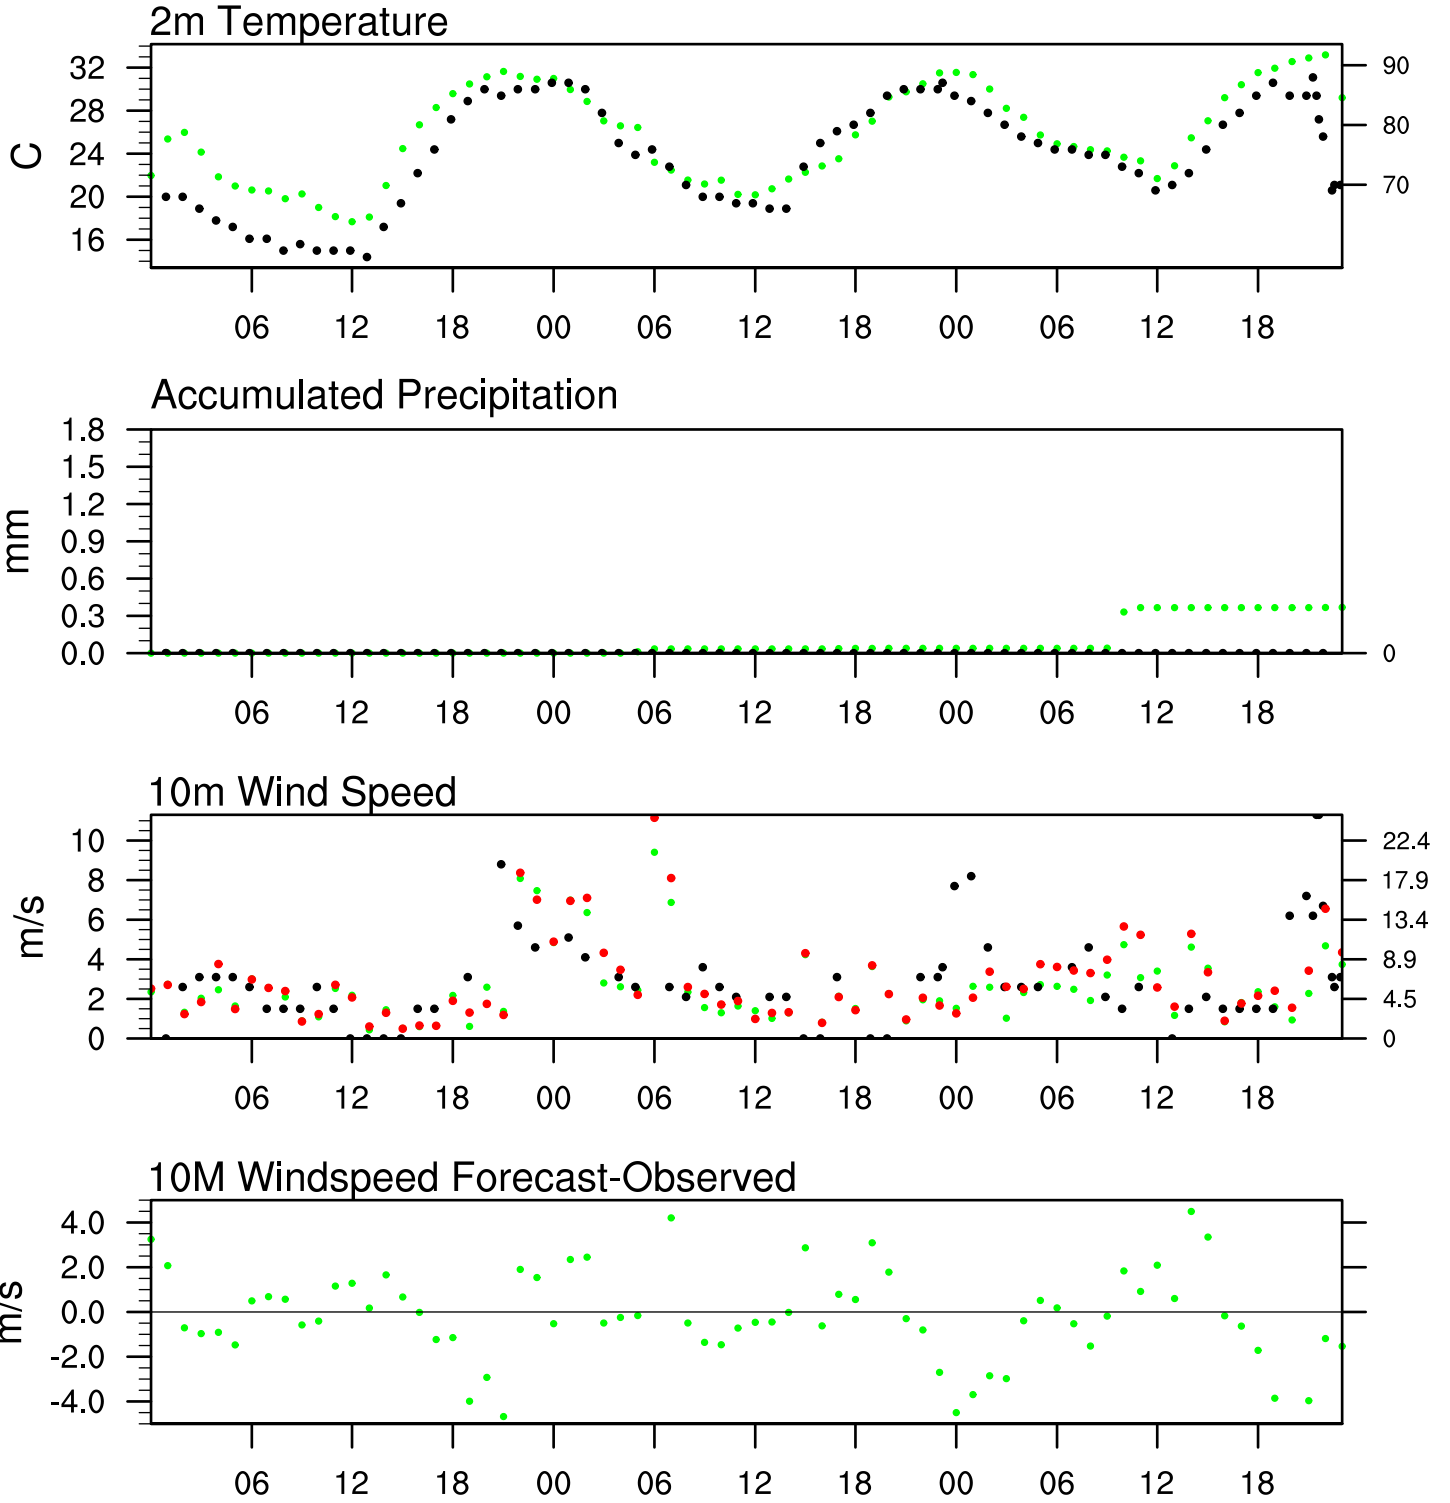 2m Temperature
32
28
24
20
16
C
90
80
70
06 12 18 00 06 12 18 00 06 12 18
Accumulated Precipitation
1.8
1.5
1.2
0.9
0.6
0.3
0.0
mm
0
06 12 18 00 06 12 18 00 06 12 18
10m Wind Speed
10
8
6
4
2
0
m/s
22.4
17.9
13.4
8.9
4.5
0
06 12 18 00 06 12 18 00 06 12 18
10M Windspeed Forecast-Observed
4.0
2.0
0.0
-2.0
-4.0
m/s
06 12 18 00 06 12 18 00 06 12 18